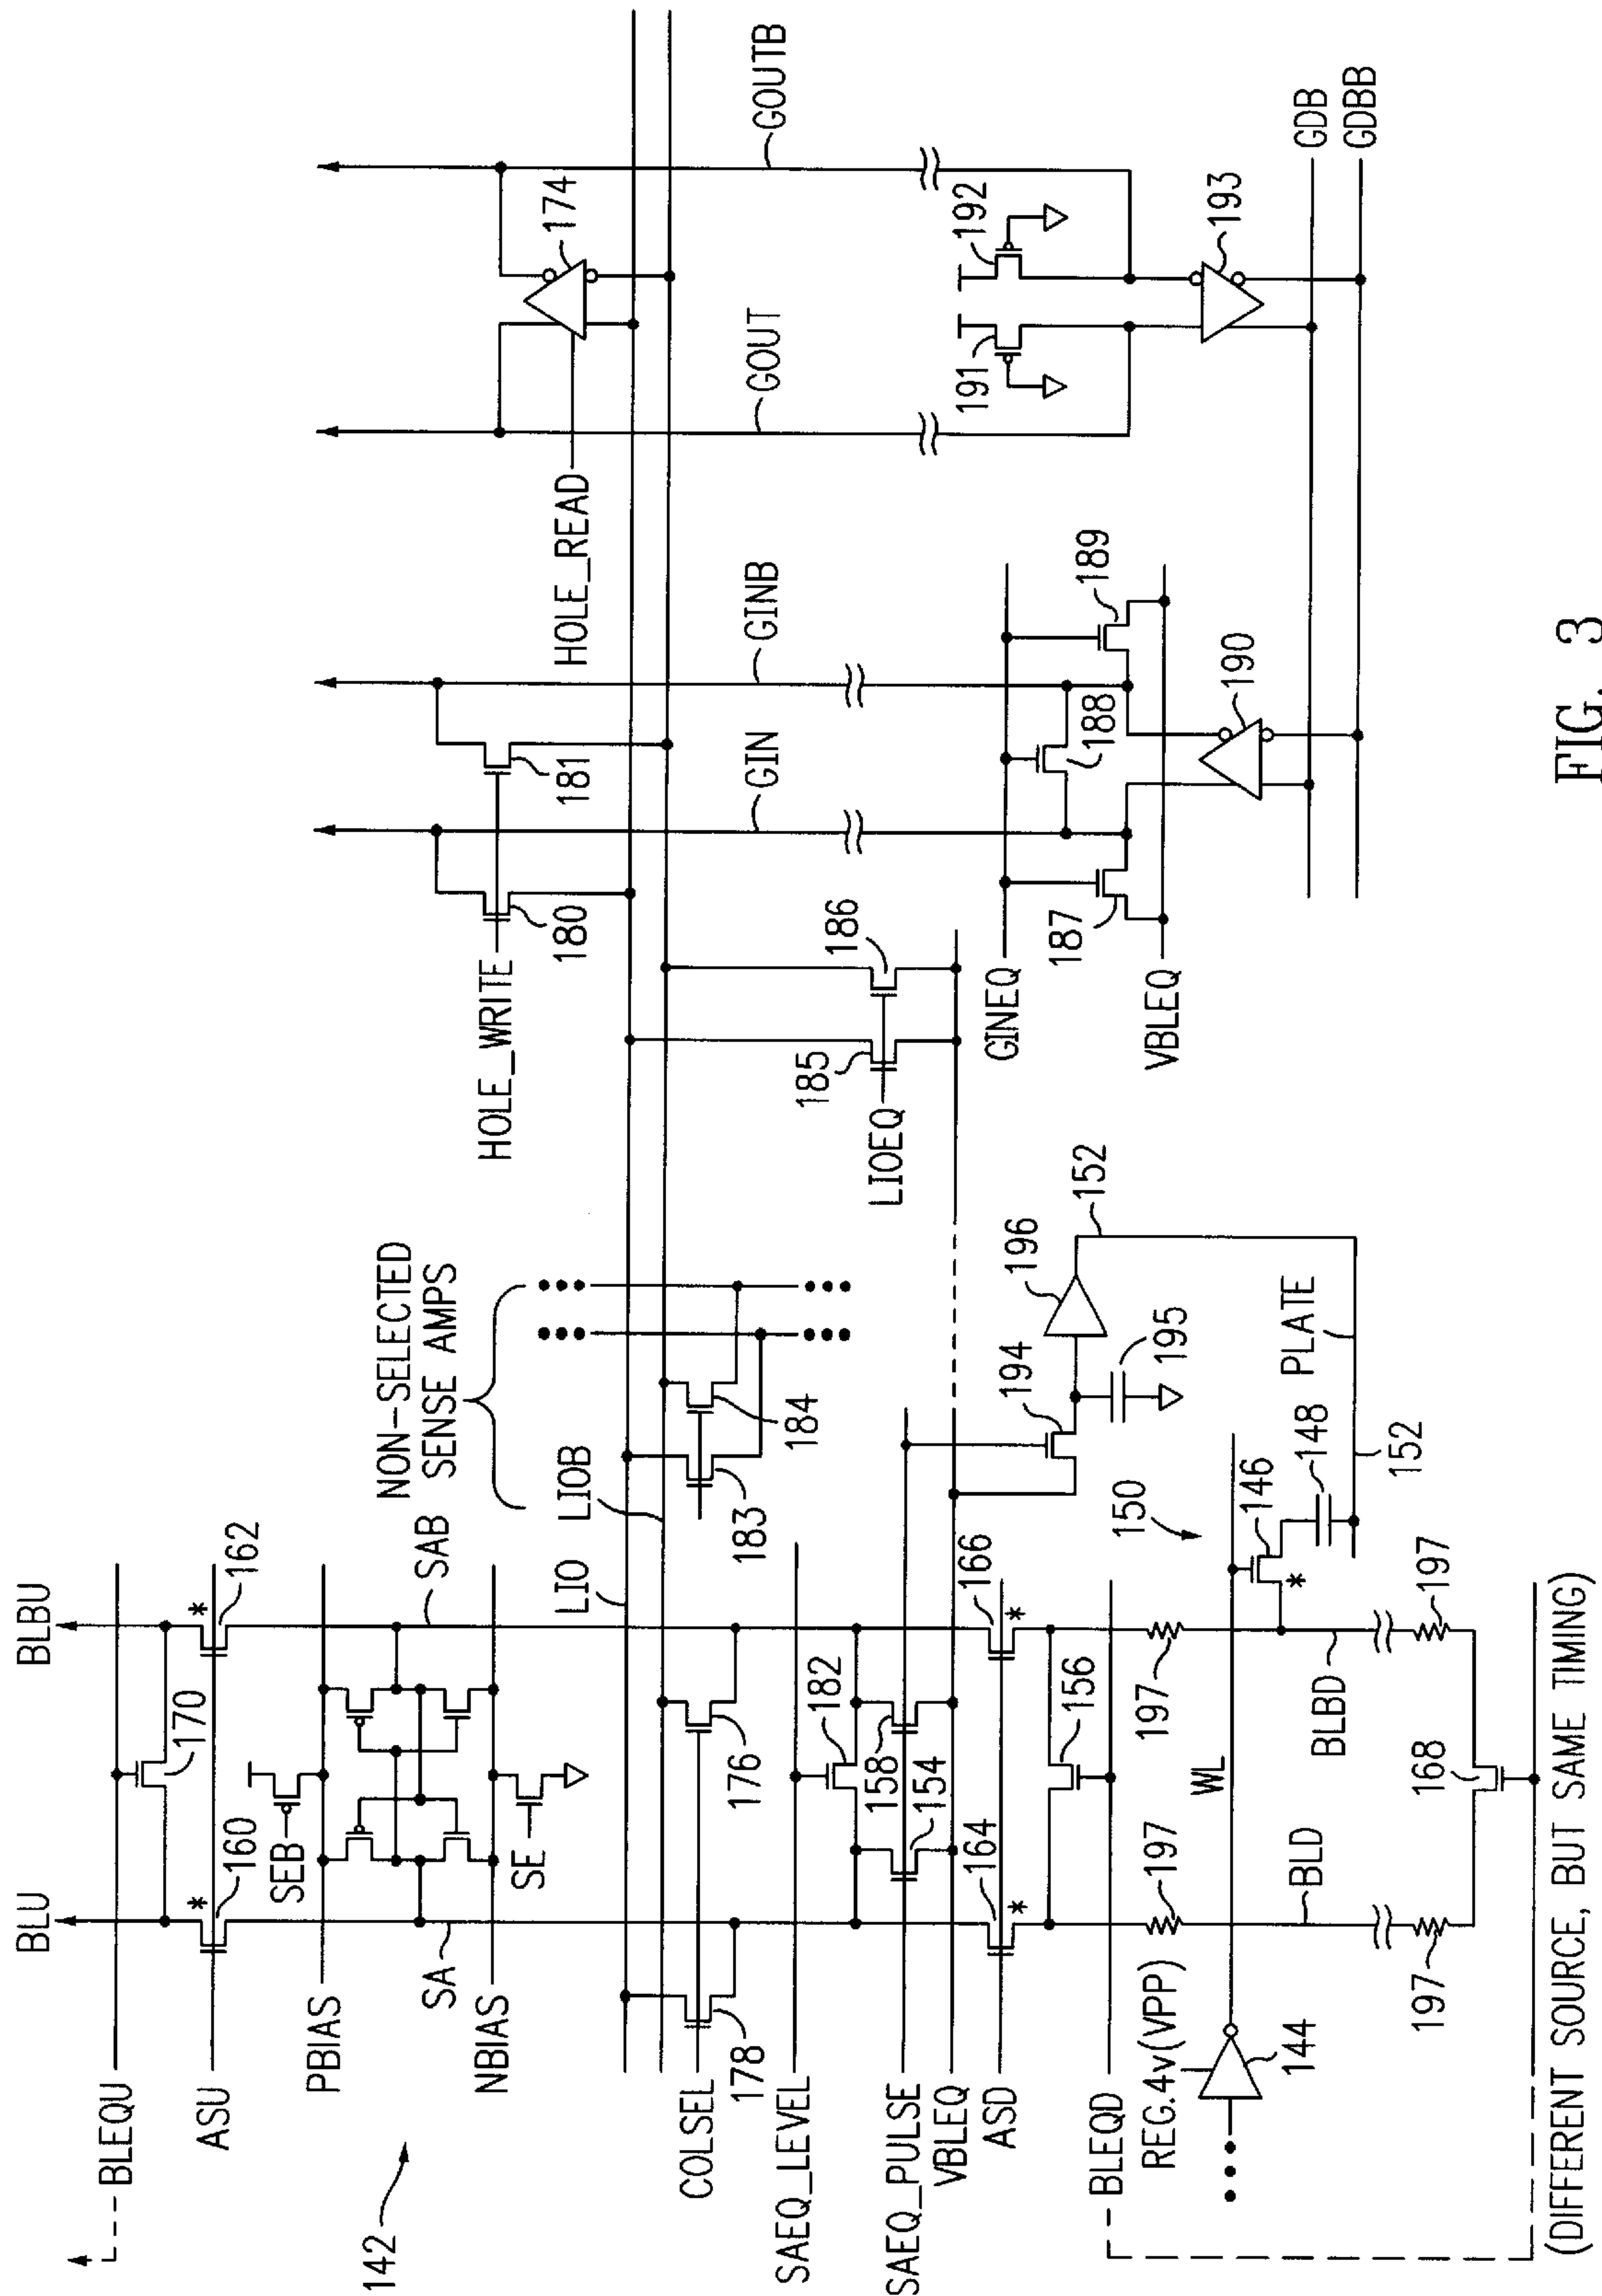 BLU
BLBU
BLEQU
170
ASU
160
*
*
162
SEB
PBIAS
SA
SAB
NBIAS
SE
142
NON-SELECTED
SENSE AMPS
LIO
LIOB
COLSEL
178
176
183
184
SAEQ_LEVEL
182
SAEQ_PULSE
158
154
VBLEQ
ASD
164
*
166
*
BLEQD
156
REG.4v(VPP)
144
WL
197
197
150
146
*
148
152
PLATE
152
194
195
196
BLD
BLBD
197
197
168
(DIFFERENT SOURCE, BUT SAME TIMING)
HOLE_WRITE
180
181
GIN
GINB
HOLE_READ
174
GOUT
GOUTB
LIOEQ
185
186
GINEQ
187
188
189
VBLEQ
190
191
192
193
GDB
GDBB
FIG. 3